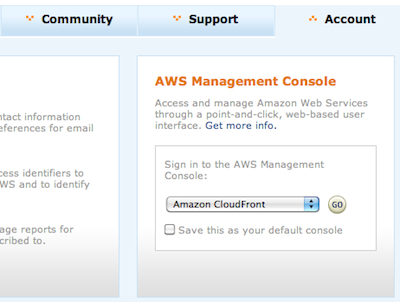 Community
Support
Account
ntact information
eferences for email
cess identifiers to
WS and to identify
age reports for
cribed to.
AWS Management Console
Access and manage Amazon Web Services
through a point-and-click, web-based user
interface. Get more info.
Sign in to the AWS Management
Console:
Amazon CloudFront
GO
Save this as your default console